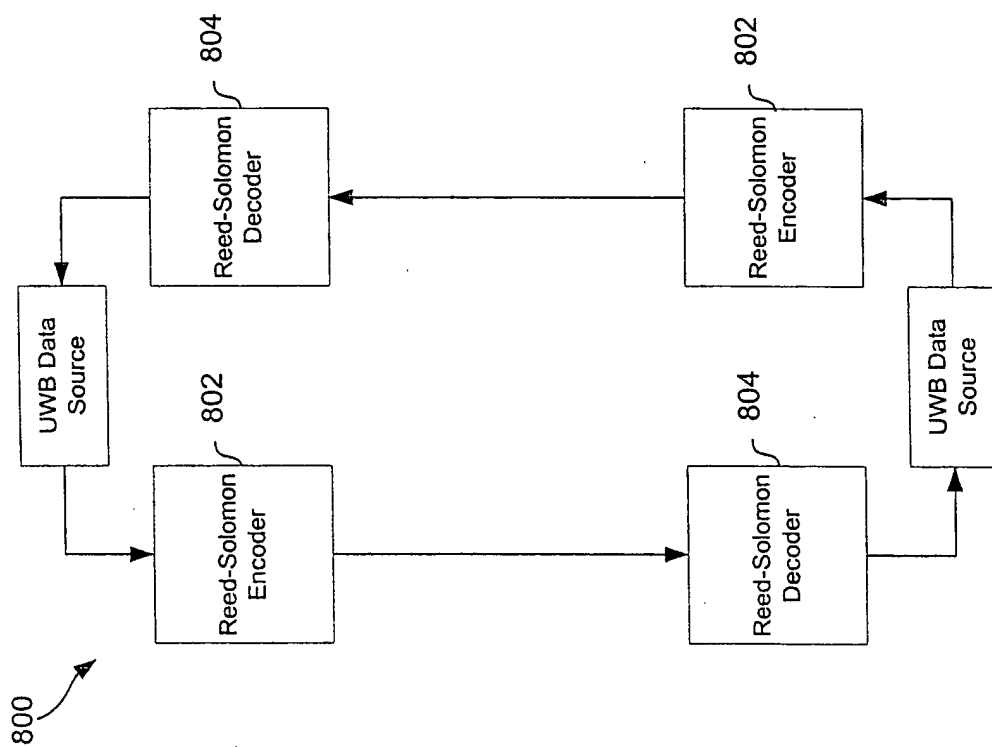 800
UWB Data
Source
802
Reed-Solomon
Encoder
804
Reed-Solomon
Decoder
804
Reed-Solomon
Decoder
802
Reed-Solomon
Encoder
UWB Data
Source